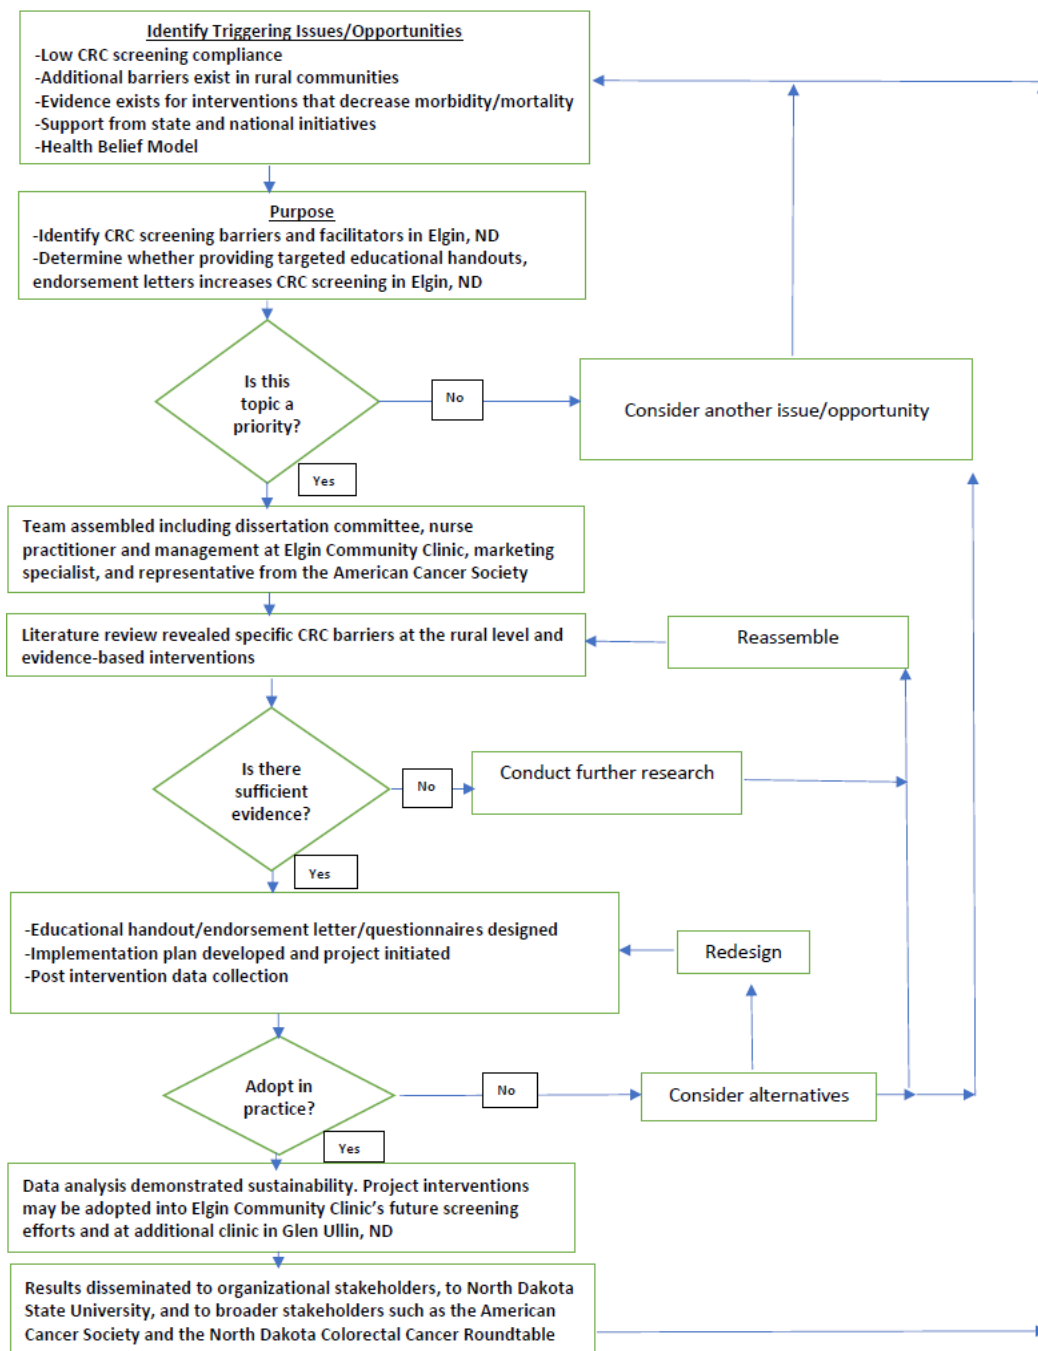 Identify Triggering Issues/Opportunities
-Low CRC screening compliance
-Additional barriers exist in rural communities
-Evidence exists for interventions that decrease morbidity/mortality
-Support from state and national initiatives
-Health Belief Model
Purpose
-Identify CRC screening barriers and facilitators in Elgin, ND
-Determine whether providing targeted educational handouts,
endorsement letters increases CRC screening in Elgin, ND
Is this
topic a
priority?
No
Consider another issue/opportunity
Yes
Team assembled including dissertation committee, nurse
practitioner and management at Elgin Community Clinic, marketing
specialist, and representative from the American Cancer Society
Literature review revealed specific CRC barriers at the rural level and
evidence-based interventions
Reassemble
Is there
sufficient
evidence?
No
Conduct further research
Yes
-Educational handout/endorsement letter/questionnaires designed
-Implementation plan developed and project initiated
-Post intervention data collection
Redesign
Adopt in
practice?
No
Consider alternatives
Yes
Data analysis demonstrated sustainability. Project interventions
may be adopted into Elgin Community Clinic's future screening
efforts and at additional clinic in Glen Ullin, ND
Results disseminated to organizational stakeholders, to North Dakota
State University, and to broader stakeholders such as the American
Cancer Society and the North Dakota Colorectal Cancer Roundtable